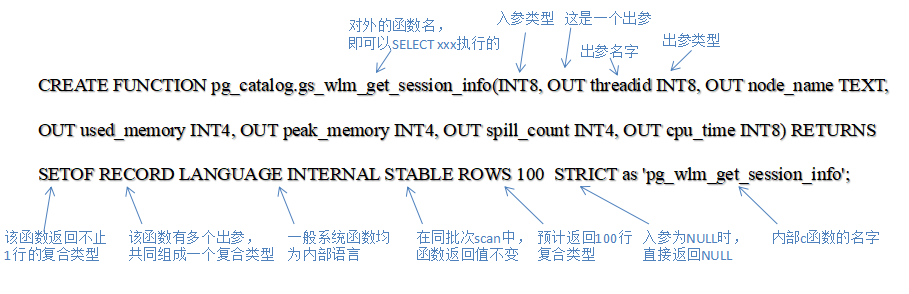 对外的函数名，
即可以SELECT xxx执行的
入参类型
这是一个出参
出参名字
出参类型
CREATE FUNCTION pg_catalog.gs_wlm_get_session_info(INT8, OUT threadid INT8, OUT node_name TEXT,
OUT used_memory INT4, OUT peak_memory INT4, OUT spill_count INT4, OUT cpu_time INT8) RETURNS
SETOF RECORD LANGUAGE INTERNAL STABLE ROWS 100 STRICT as 'pg_wlm_get_session_info';
该函数返回不止
1行的复合类型
该函数有多个出参，
共同组成一个复合类型
一般系统函数均
为内部语言
在同批次scan中，
函数返回值不变
预计返回100行
复合类型
入参为NULL时，
直接返回NULL
内部c函数的名字